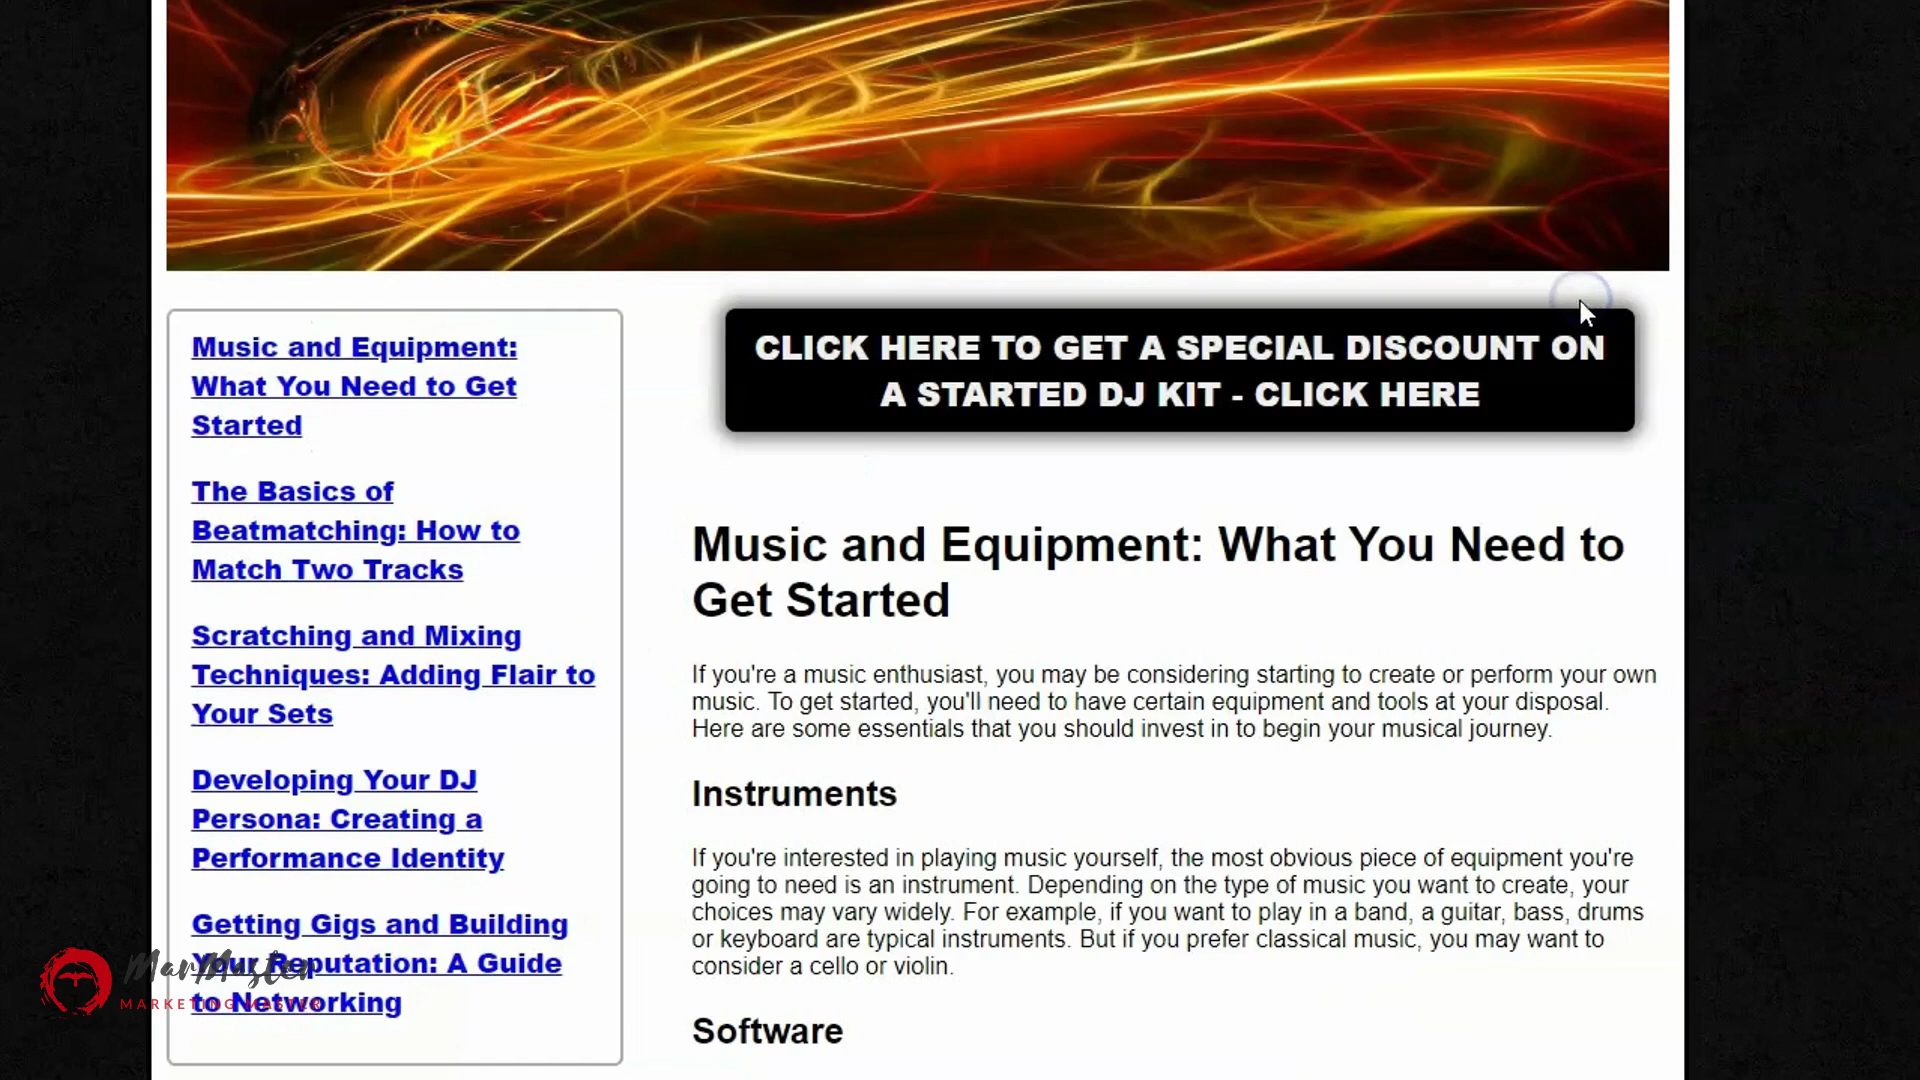 Music and Equipment:
What You Need to Get
Started
The Basics of
Beatmatching: How to
Match Two Tracks
Scratching and Mixing
Techniques: Adding Flair to
Your Sets
Developing Your DJ
Persona: Creating a
Performance Identity
Getting Gigs and Building
Your Reputation: A Guide
to Networking
MarMaster
MARKETING MASTER
CLICK HERE TO GET A SPECIAL DISCOUNT ON
A STARTED DJ KIT - CLICK HERE
Music and Equipment: What You Need to
Get Started
If you're a music enthusiast, you may be considering starting to create or perform your own
music. To get started, you'll need to have certain equipment and tools at your disposal.
Here are some essentials that you should invest in to begin your musical journey.
Instruments
If you're interested in playing music yourself, the most obvious piece of equipment you're
going to need is an instrument. Depending on the type of music you want to create, your
choices may vary widely. For example, if you want to play in a band, a guitar, bass, drums
or keyboard are typical instruments. But if you prefer classical music, you may want to
consider a cello or violin.
Software